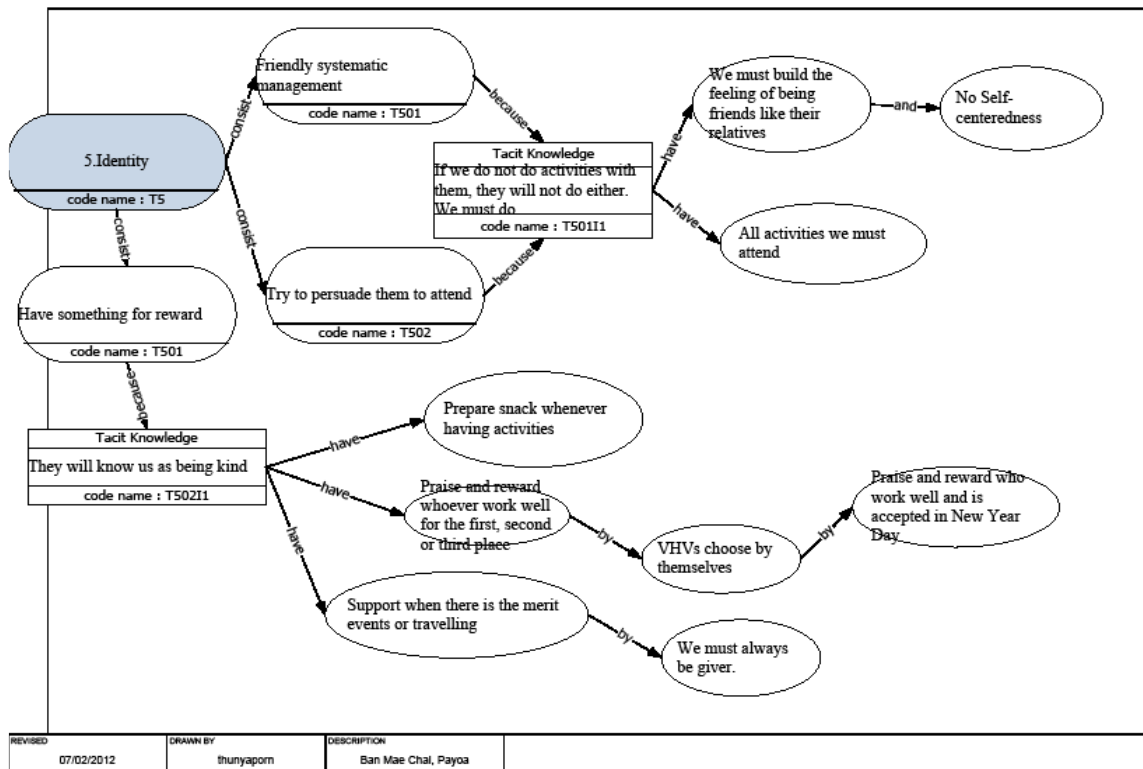 Friendly systematic
management
code name : T501
consist
because
We must build the
feeling of being
friends like their
relatives
and
No Self-
centeredness
5.Identity
code name : T5
Tacit Knowledge
If we do not do activities with
them, they will not do either.
We must do
code name : T501I1
have
have
All activities we must
attend
consist
consist
Try to persuade them to attend
code name : T502
because
Have something for reward
code name : T501
because
Tacit Knowledge
They will know us as being kind
code name : T502I1
have
Prepare snack whenever
having activities
have
Praise and reward
whoever work well
for the first, second
or third place
by
VHVs choose by
themselves
by
Praise and reward who
work well and is
accepted in New Year
Day
have
Support when there is the merit
events or travelling
by
We must always
be giver.
REVISED
07/02/2012
DRAWN BY
thunyaporn
DESCRIPTION
Ban Mae Chai, Payoa